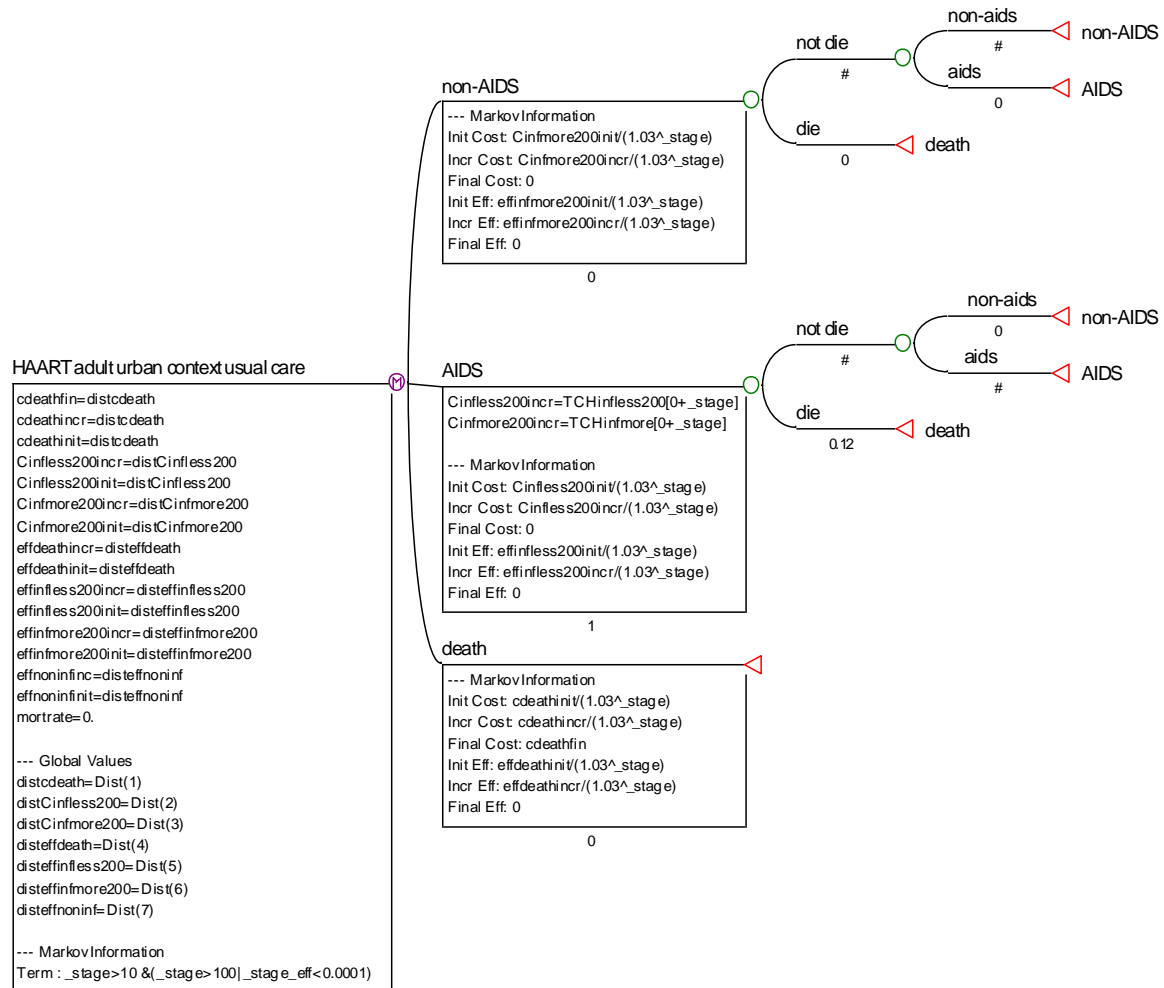 HAART adult urban context usual care
cdeathfin=distcdeath
cdeathincr=distcdeath
cdeathinit=distcdeath
Cinfless200incr=distCinfless200
Cinfless200init=distCinfless200
Cinfmore200incr=distCinfmore200
Cinfmore200init=distCinfmore200
effdeathincr=disteffdeath
effdeathinit=disteffdeath
effinfless200incr=disteffinfless200
effinfless200init=disteffinfless200
effinfmore200incr=disteffinfmore200
effinfmore200init=disteffinfmore200
effnoninfinc=disteffnoninf
effnoninfinit=disteffnoninf
mortrate=0.
--- Global Values
distcdeath=Dist(1)
distCinfless200=Dist(2)
distCinfmore200=Dist(3)
disteffdeath=Dist(4)
disteffinfless200=Dist(5)
disteffinfmore200=Dist(6)
disteffnoninf=Dist(7)
--- Markov Information
Term : _stage>10 &(_stage>100|_stage_eff<0.0001)
M
non-AIDS
--- Markov Information
Init Cost: Cinfmore200init/(1.03^_stage)
Incr Cost: Cinfmore200incr/(1.03^_stage)
Final Cost: 0
Init Eff: effinfmore200init/(1.03^_stage)
Incr Eff: effinfmore200incr/(1.03^_stage)
Final Eff: 0
0
not die
#
non-aids
#
non-AIDS
aids
0
AIDS
die
0
death
AIDS
Cinfless200incr=TCHinfless200[0+_stage]
Cinfmore200incr=TCHinfmore[0+_stage]
--- Markov Information
Init Cost: Cinfless200init/(1.03^_stage)
Incr Cost: Cinfless200incr/(1.03^_stage)
Final Cost: 0
Init Eff: effinfless200init/(1.03^_stage)
Incr Eff: effinfless200incr/(1.03^_stage)
Final Eff: 0
1
not die
#
non-aids
0
non-AIDS
aids
#
AIDS
die
0.12
death
death
--- Markov Information
Init Cost: cdeathinit/(1.03^_stage)
Incr Cost: cdeathincr/(1.03^_stage)
Final Cost: cdeathfin
Init Eff: effdeathinit/(1.03^_stage)
Incr Eff: effdeathincr/(1.03^_stage)
Final Eff: 0
0